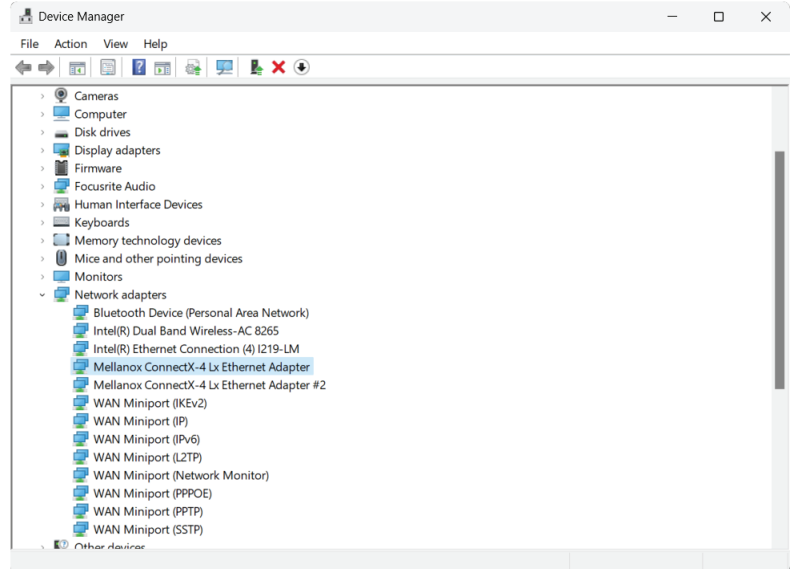 Device Manager
File Action View Help
Cameras
Computer
Disk drives
Display adapters
Firmware
Focusrite Audio
Human Interface Devices
Keyboards
Memory technology devices
Mice and other pointing devices
Monitors
Network adapters
Bluetooth Device (Personal Area Network)
Intel(R) Dual Band Wireless-AC 8265
Intel(R) Ethernet Connection (4) I219-LM
Mellanox ConnectX-4 Lx Ethernet Adapter
Mellanox ConnectX-4 Lx Ethernet Adapter #2
WAN Miniport (IKEv2)
WAN Miniport (IP)
WAN Miniport (IPv6)
WAN Miniport (L2TP)
WAN Miniport (Network Monitor)
WAN Miniport (PPPOE)
WAN Miniport (PPTP)
WAN Miniport (SSTP)
Other devices